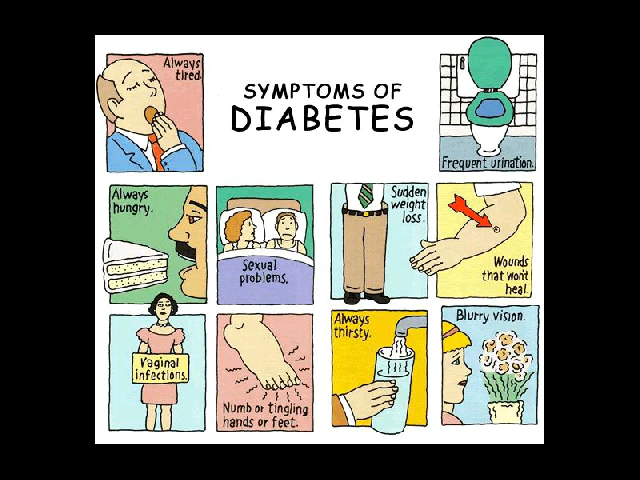 Always
tired.
SYMPTOMS OF
DIABETES
Frequent urination.
Always
hungry.
Sexual
problems.
Sudden
weight
loss.
Wounds
that won't
heal.
Vaginal
infections.
Numb or tingling
hands or feet.
Always
thirsty.
Blurry vision.